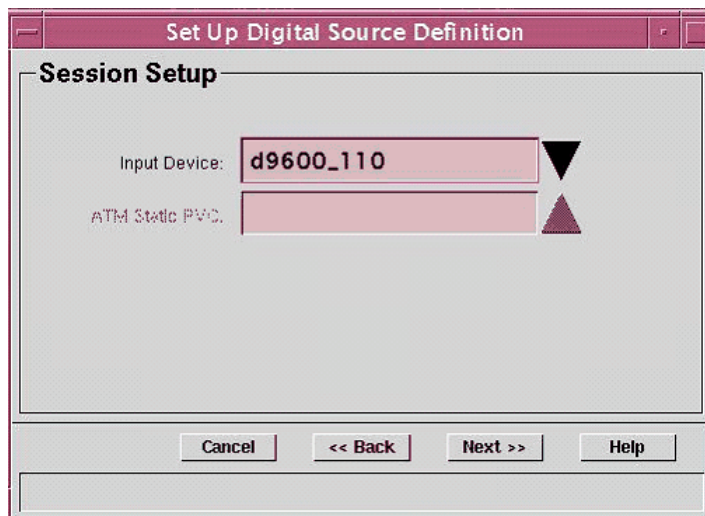 Set Up Digital Source Definition
Session Setup
Input Device: d9600_110
ATM Static PVC:
Cancel << Back Next >> Help